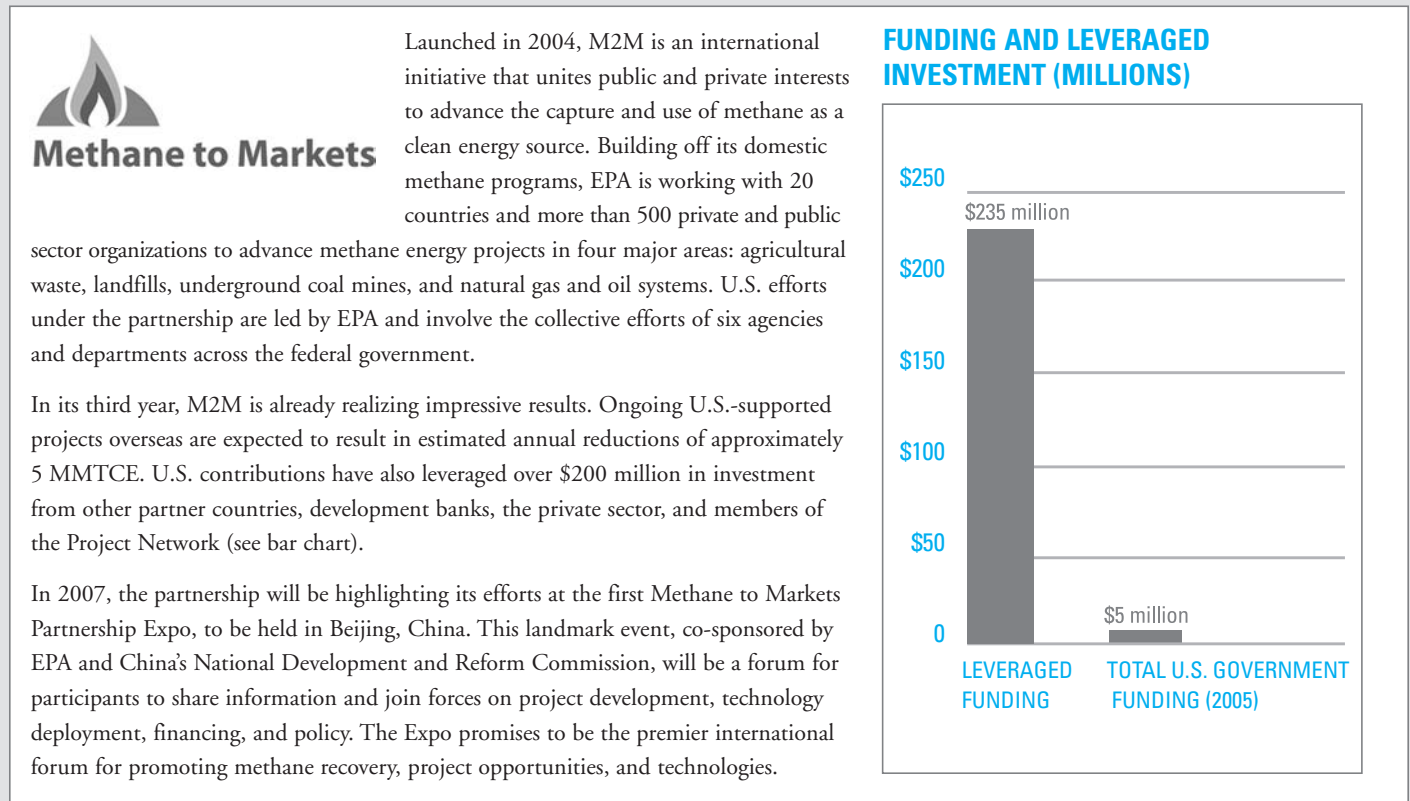 Methane to Markets
Launched in 2004, M2M is an international
initiative that unites public and private interests
to advance the capture and use of methane as a
clean energy source. Building off its domestic
methane programs, EPA is working with 20
countries and more than 500 private and public
sector organizations to advance methane energy projects in four major areas: agricultural
waste, landfills, underground coal mines, and natural gas and oil systems. U.S. efforts
under the partnership are led by EPA and involve the collective efforts of six agencies
and departments across the federal government.
In its third year, M2M is already realizing impressive results. Ongoing U.S.-supported
projects overseas are expected to result in estimated annual reductions of approximately
5 MMTCE. U.S. contributions have also leveraged over $200 million in investment
from other partner countries, development banks, the private sector, and members of
the Project Network (see bar chart).
In 2007, the partnership will be highlighting its efforts at the first Methane to Markets
Partnership Expo, to be held in Beijing, China. This landmark event, co-sponsored by
EPA and China's National Development and Reform Commission, will be a forum for
participants to share information and join forces on project development, technology
deployment, financing, and policy. The Expo promises to be the premier international
forum for promoting methane recovery, project opportunities, and technologies.
FUNDING AND LEVERAGED
INVESTMENT (MILLIONS)
$250
$235 million
$200
$150
$100
$50
$5 million
0
LEVERAGED
FUNDING
TOTAL U.S. GOVERNMENT
FUNDING (2005)